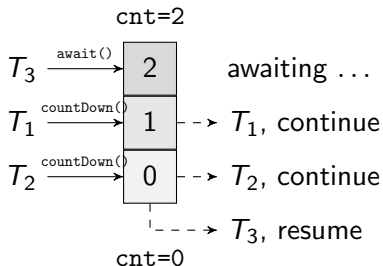 cnt=2
T3 await() 2 awaiting ...
T1 countDown() 1 T1, continue
T2 countDown() 0 T2, continue
T3, resume
cnt=0